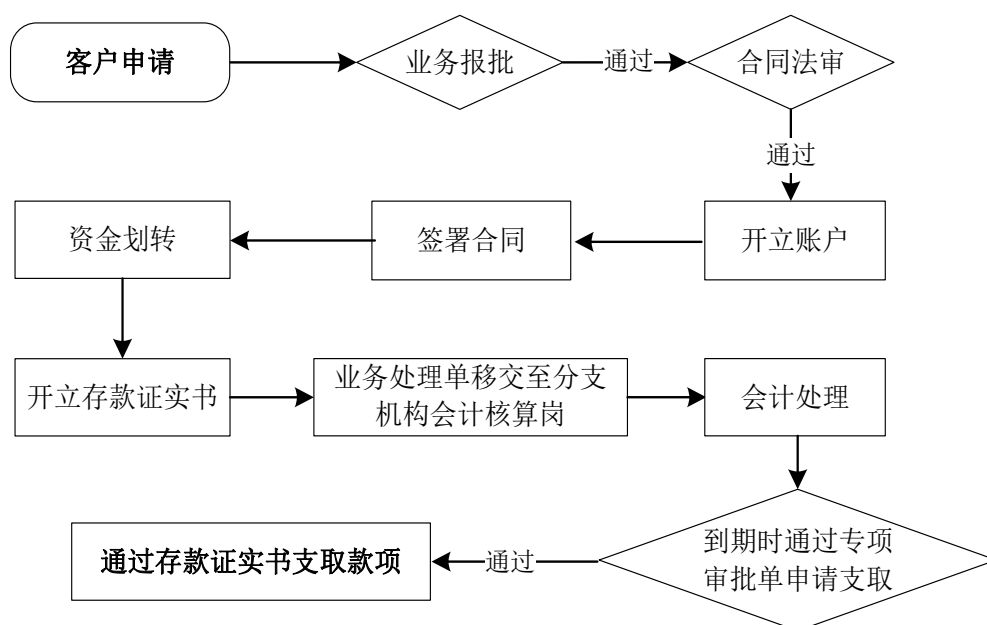 客户申请
业务报批
通过
合同法审
通过
资金划转
签署合同
开立账户
开立存款证实书
业务处理单移交至分支
机构会计核算岗
会计处理
到期时通过专项
审批单申请支取
通过
通过存款证实书支取款项